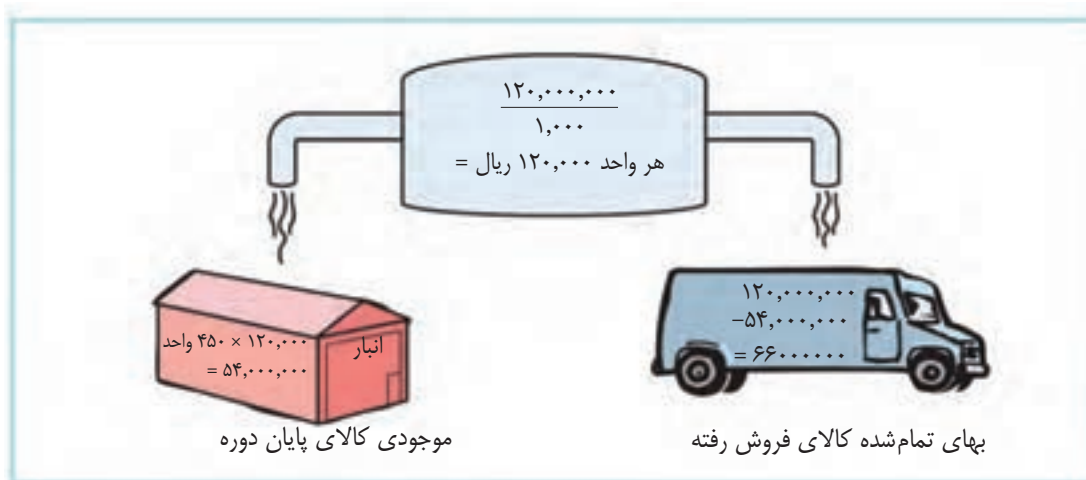 ۱۲۰,۰۰۰,۰۰۰
۱,۰۰۰
هر واحد ۱۲۰,۰۰۰ ریال =
انبار
۴۵۰ × ۱۲۰,۰۰۰ واحد
= ۵۴,۰۰۰,۰۰۰
موجودی کالای پایان دوره
۱۲۰,۰۰۰,۰۰۰
−۵۴,۰۰۰,۰۰۰
= ۶۶۰۰۰۰۰۰
بهای تمام‌شده کالای فروش رفته